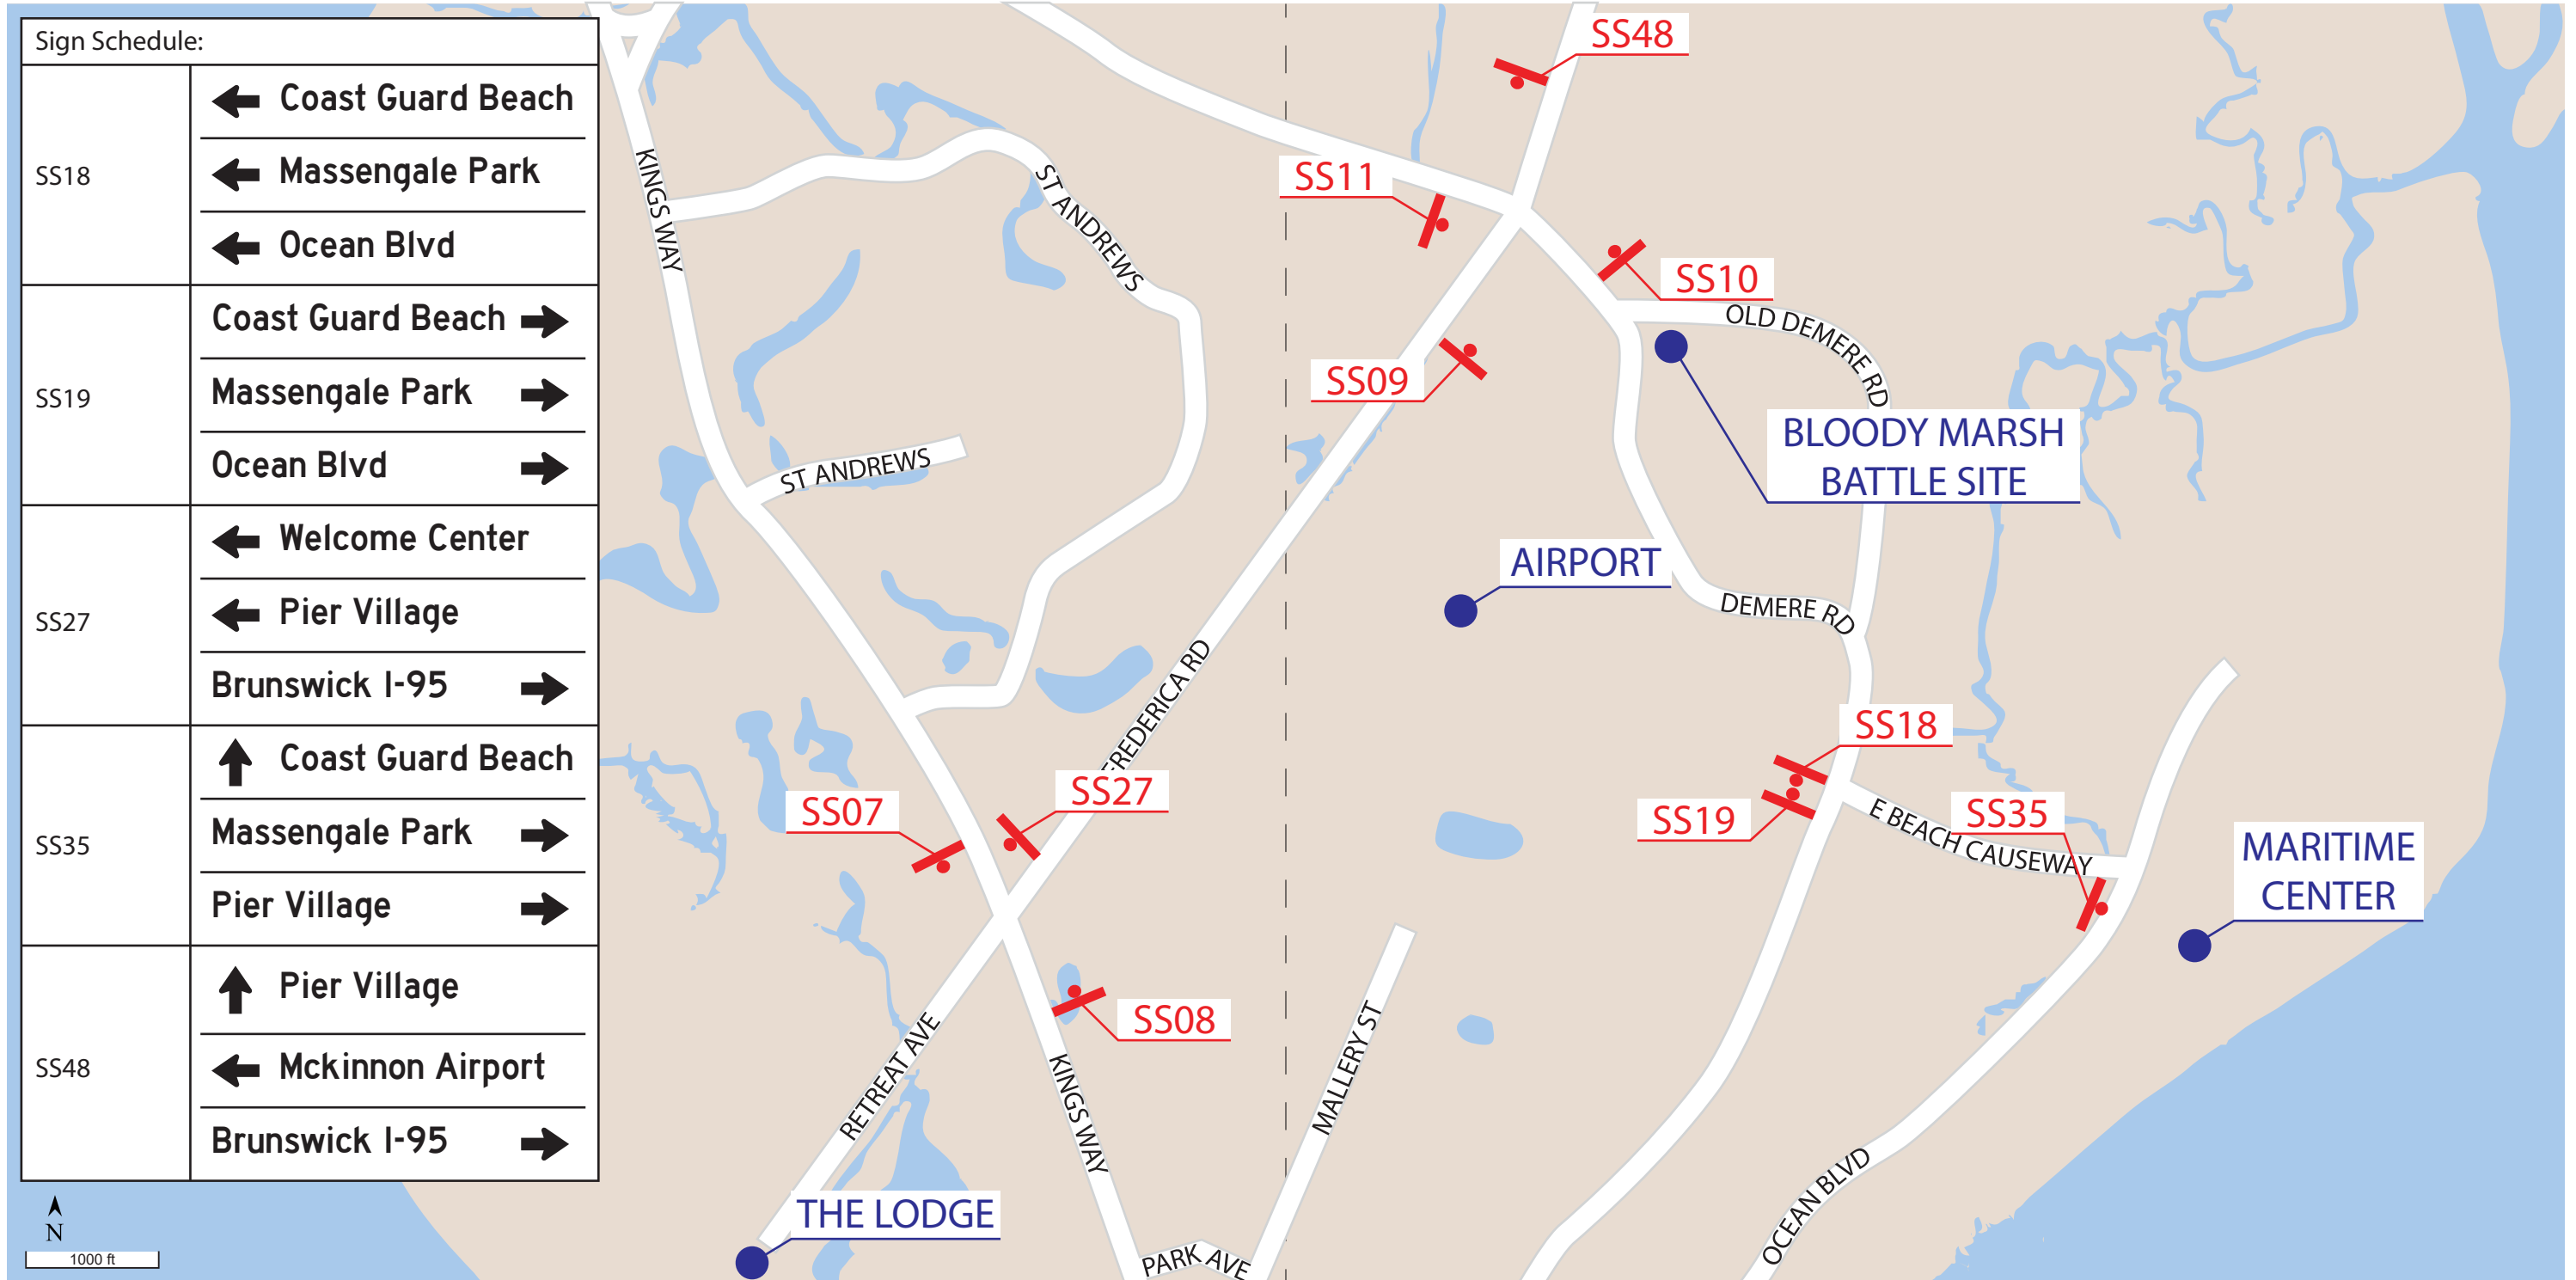 Sign Schedule:
SS18
Coast Guard Beach
Massengale Park
Ocean Blvd
SS19
Coast Guard Beach
Massengale Park
Ocean Blvd
SS27
Welcome Center
Pier Village
Brunswick I-95
SS35
Coast Guard Beach
Massengale Park
Pier Village
SS48
Pier Village
Mckinnon Airport
Brunswick I-95
N
1000 ft
KINGS WAY
ST ANDREWS
ST ANDREWS
SS48
SS11
SS10
OLD DEMERE RD
SS09
BLOODY MARSH
BATTLE SITE
AIRPORT
DEMERE RD
FREDERICA RD
SS18
SS27
SS07
SS19
E BEACH CAUSEWAY
SS35
MARITIME
CENTER
SS08
RETREAT AVE
KINGS WAY
MALLERY ST
THE LODGE
PARK AVE
OCEAN BLVD